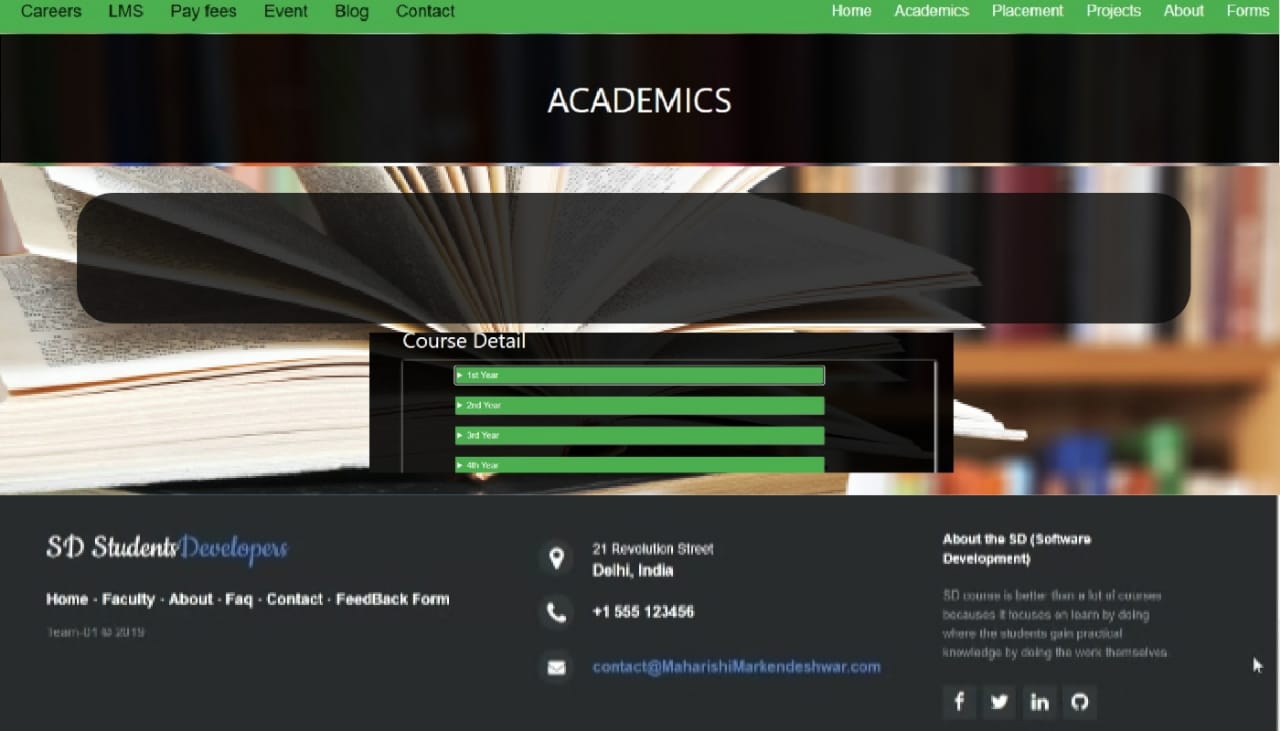 Careers LMS Pay fees Event Blog Contact Home Academics Placement Projects About Forms
ACADEMICS
Course Detail
1st Year
2nd Year
3rd Year
4th Year
SD StudentsDevelopers
Home · Faculty · About · Faq · Contact · FeedBack Form
Team-01 © 2019
21 Revolution Street
Delhi, India
+1 555 123456
contact@MaharishiMarkendeshwar.com
About the SD (Software
Development)
SD course is better than a lot of courses
becauses it focuses on learn by doing
where the students gain practical
knowledge by doing the work themselves.